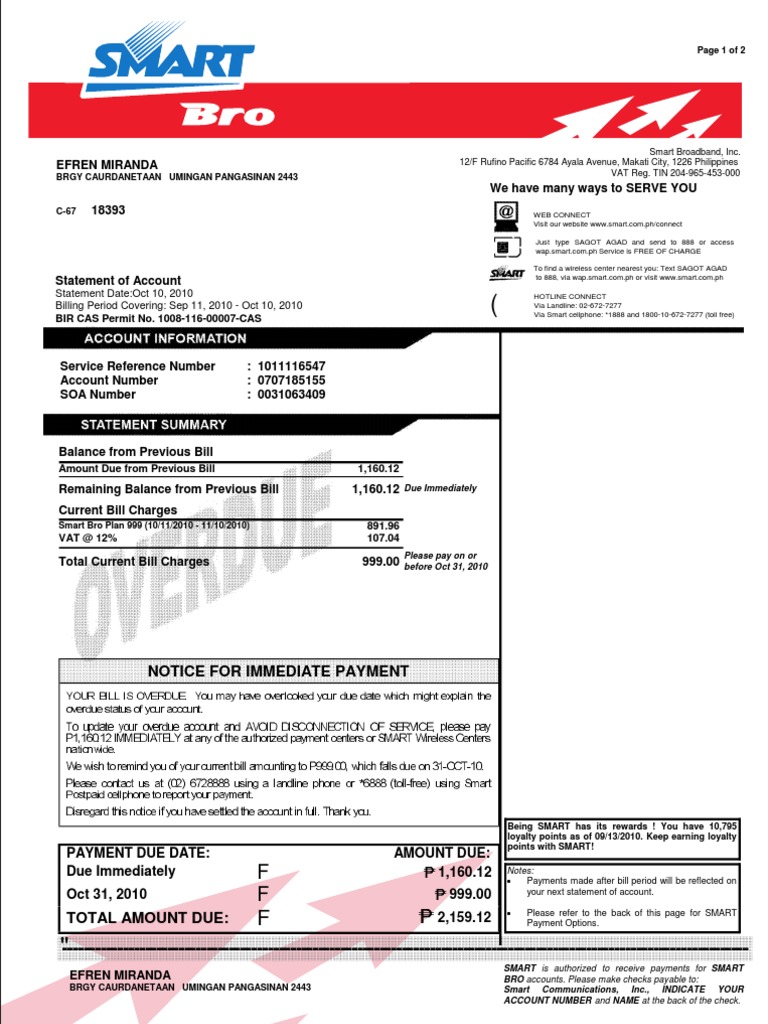 SMART
Page 1 of 2
Bro
Smart Broadband, Inc.
12/F Rufino Pacific 6784 Ayala Avenue, Makati City, 1226 Philippines
VAT Reg. TIN 204-965-453-000
EFREN MIRANDA
BRGY CAURDANETAAN UMINGAN PANGASINAN 2443
C-67 18393
We have many ways to SERVE YOU
@
WEB CONNECT
Visit our website www.smart.com.ph/connect
Just type SAGOT AGAD and send to 888 or access
wap.smart.com.ph Service is FREE OF CHARGE
SMART
To find a wireless center nearest you: Text SAGOT AGAD
to 888, via wap.smart.com.ph or visit www.smart.com.ph
(
HOTLINE CONNECT
Via Landline: 02-672-7277
Via Smart cellphone: *1888 and 1800-10-672-7277 (toll free)
Statement of Account
Statement Date:Oct 10, 2010
Billing Period Covering: Sep 11, 2010 - Oct 10, 2010
BIR CAS Permit No. 1008-116-00007-CAS
ACCOUNT INFORMATION
Service Reference Number : 1011116547
Account Number : 0707185155
SOA Number : 0031063409
STATEMENT SUMMARY
OVERDUE
Balance from Previous Bill
Amount Due from Previous Bill 1,160.12
Remaining Balance from Previous Bill 1,160.12 Due Immediately
Current Bill Charges
Smart Bro Plan 999 (10/11/2010 - 11/10/2010) 891.96
VAT @ 12% 107.04
Total Current Bill Charges 999.00 Please pay on or
before Oct 31, 2010
NOTICE FOR IMMEDIATE PAYMENT
YOUR BILL IS OVERDUE. You may have overlooked your due date which might explain the
overdue status of your account.
To update your overdue account and AVOID DISCONNECTION OF SERVICE, please pay
P1,160.12 IMMEDIATELY at any of the authorized payment centers or SMART Wireless Centers
nationwide.
We wish to remind you of your current bill amounting to P999.00, which falls due on 31-OCT-10.
Please contact us at (02) 6728888 using a landline phone or *6888 (toll-free) using Smart
Postpaid cellphone to report your payment.
Disregard this notice if you have settled the account in full. Thank you.
Being SMART has its rewards ! You have 10,795
loyalty points as of 09/13/2010. Keep earning loyalty
points with SMART!
PAYMENT DUE DATE: AMOUNT DUE:
Due Immediately F ₱ 1,160.12
Oct 31, 2010 F ₱ 999.00
TOTAL AMOUNT DUE: F ₱ 2,159.12
Notes:
▪ Payments made after bill period will be reflected on
your next statement of account.
▪ Please refer to the back of this page for SMART
Payment Options.
"
EFREN MIRANDA
BRGY CAURDANETAAN UMINGAN PANGASINAN 2443
SMART is authorized to receive payments for SMART
BRO accounts. Please make checks payable to:
Smart Communications, Inc., INDICATE YOUR
ACCOUNT NUMBER and NAME at the back of the check.